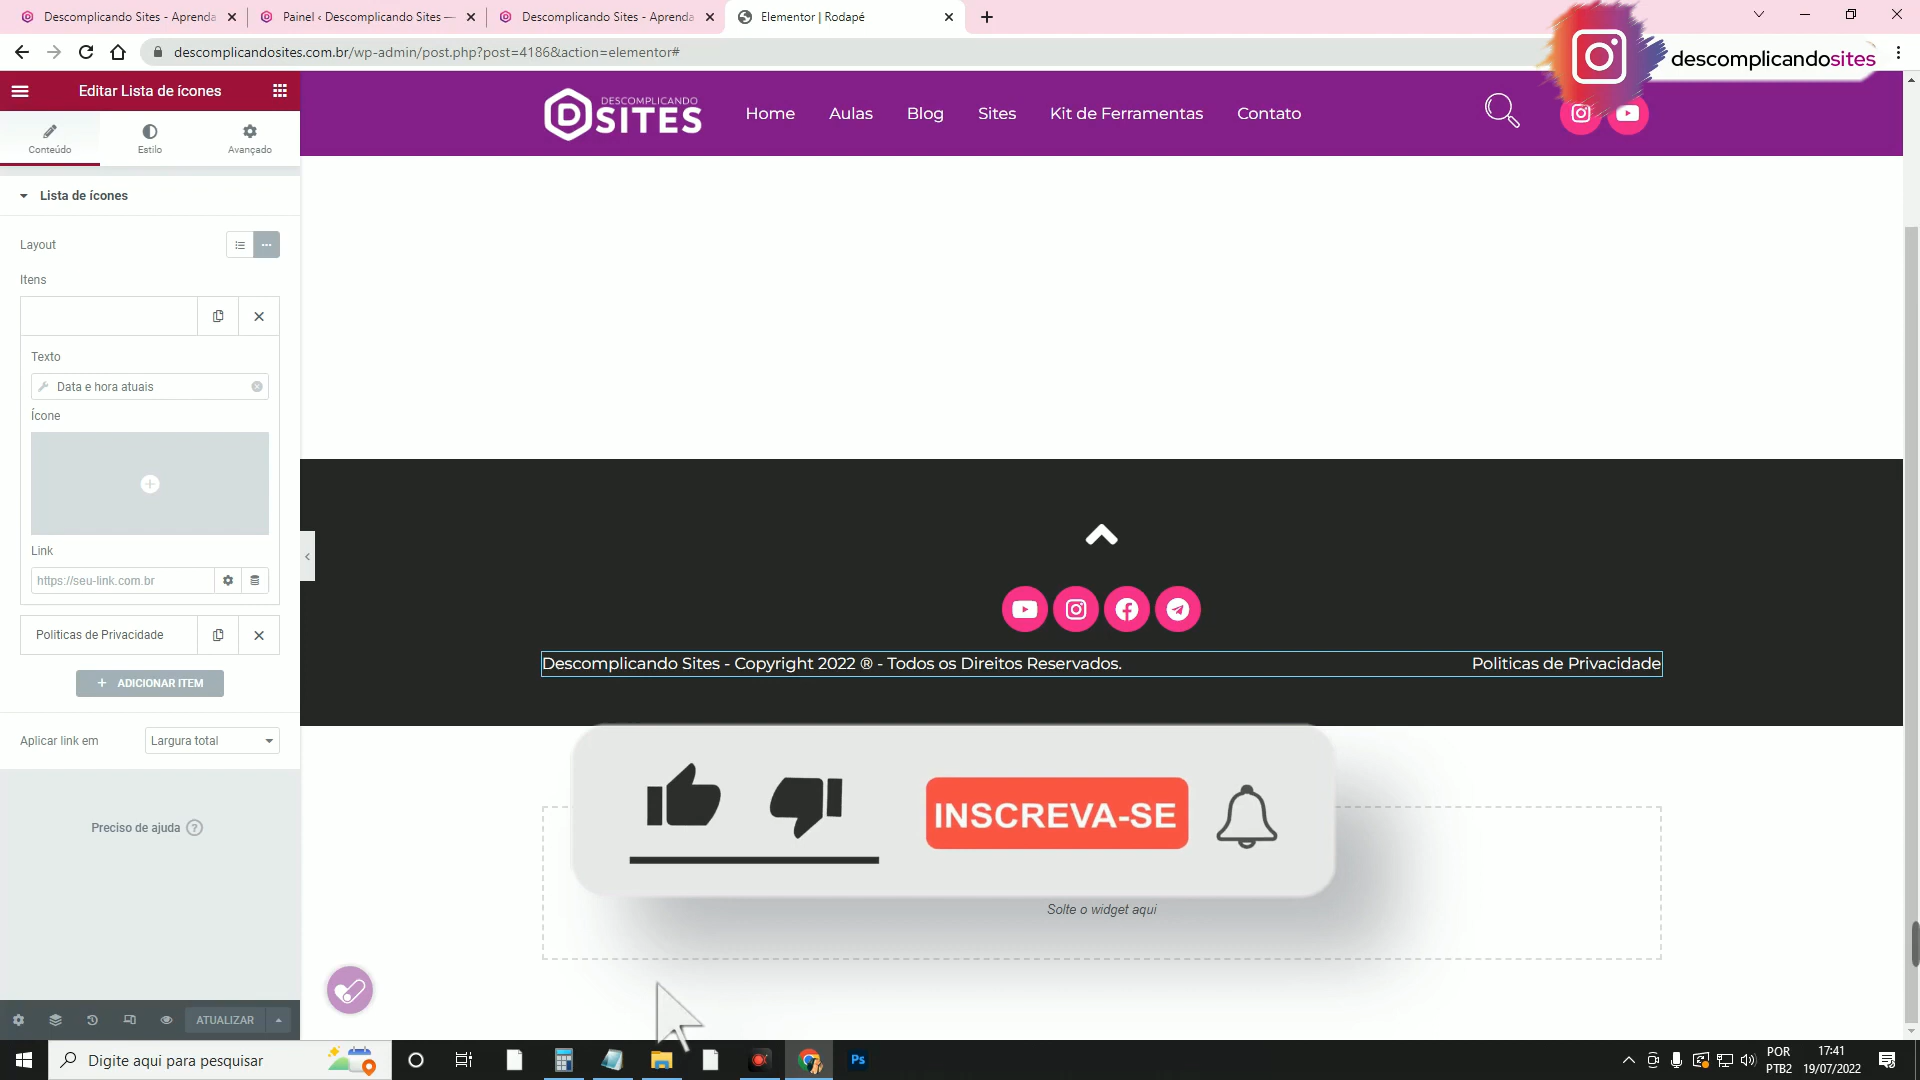 Descomplicando Sites - Aprenda
Painel ‹ Descomplicando Sites —
Descomplicando Sites - Aprenda
Elementor | Rodapé
descomplicandosites.com.br/wp-admin/post.php?post=4186&action=elementor#
descomplicandosites
Editar Lista de ícones
DESCOMPLICANDO
DSITES
Home
Aulas
Blog
Sites
Kit de Ferramentas
Contato
Conteúdo
Estilo
Avançado
Lista de ícones
Layout
Itens
Texto
Data e hora atuais
Ícone
Link
https://seu-link.com.br
Politicas de Privacidade
ADICIONAR ITEM
Aplicar link em
Largura total
Preciso de ajuda ?
Descomplicando Sites - Copyright 2022 ® - Todos os Direitos Reservados.
Politicas de Privacidade
INSCREVA-SE
Solte o widget aqui
ATUALIZAR
Digite aqui para pesquisar
Ps
POR
PTB2
17:41
19/07/2022